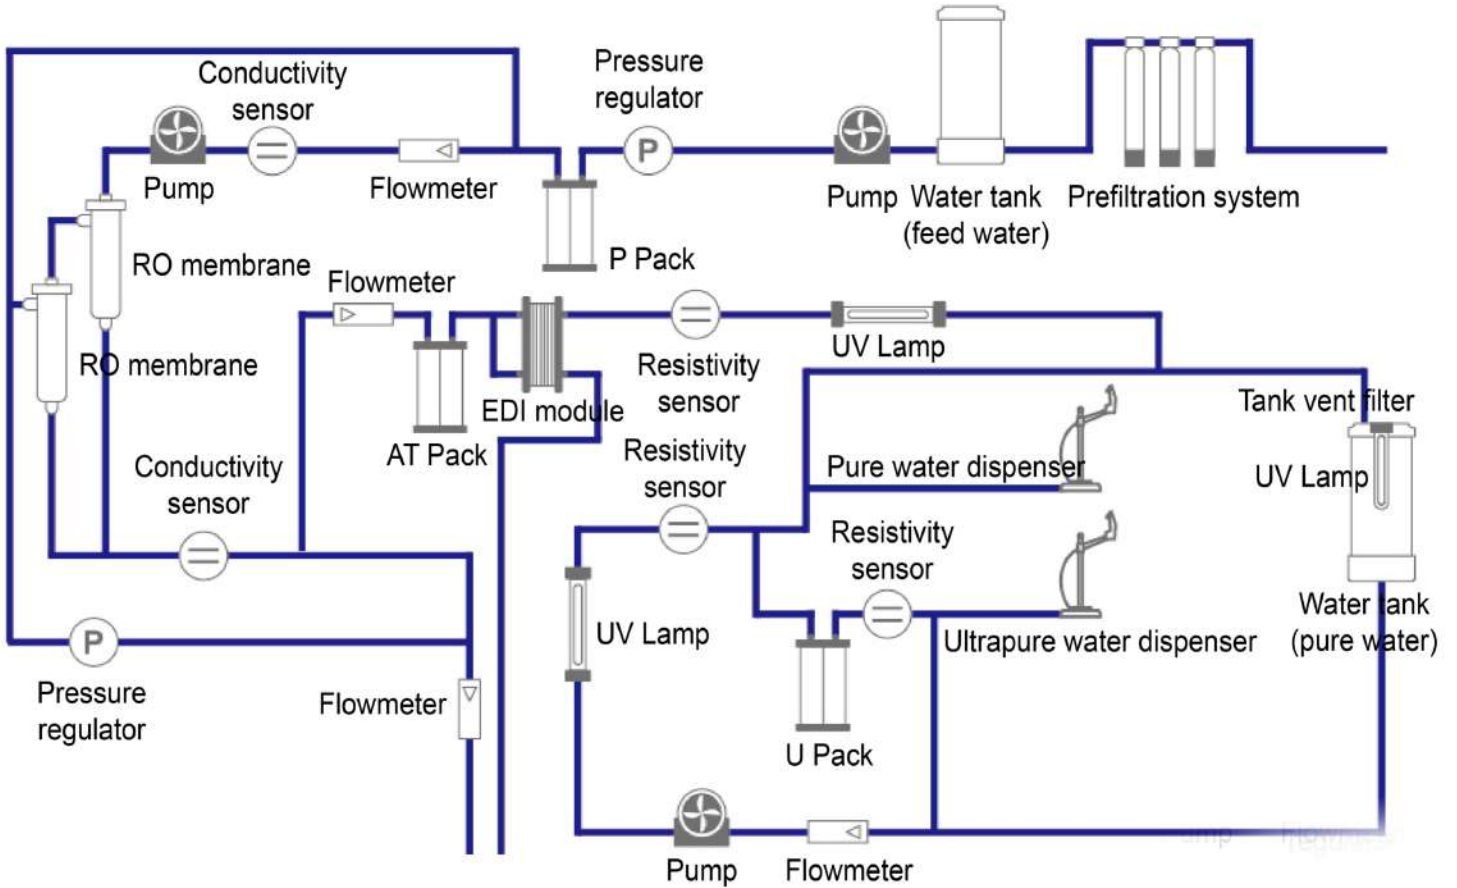 Conductivity
sensor
Pressure
regulator
P
Pump
Flowmeter
Pump
Water tank
(feed water)
Prefiltration system
RO membrane
P Pack
Flowmeter
RO membrane
UV Lamp
Resistivity
sensor
EDI module
AT Pack
Tank vent filter
UV Lamp
Conductivity
sensor
Resistivity
sensor
Pure water dispenser
Resistivity
sensor
Water tank
(pure water)
P
UV Lamp
Ultrapure water dispenser
Pressure
regulator
Flowmeter
U Pack
Pump
Flowmeter